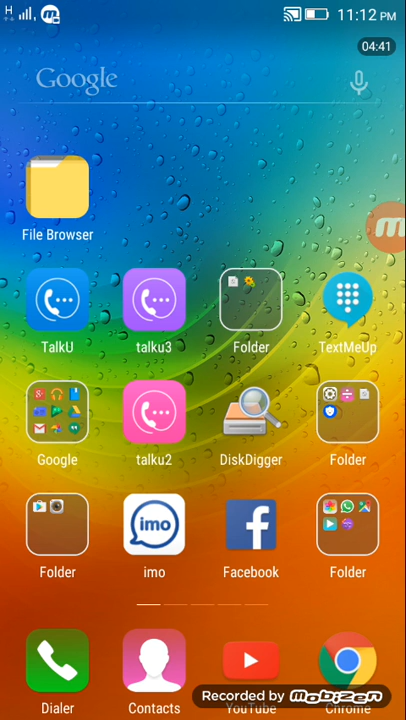 H
11:12 PM
04:41
Google
File Browser
TalkU
talku3
Folder
TextMeUp
Google
talku2
DiskDigger
Folder
Folder
imo
imo
Facebook
Folder
Dialer
Contacts
YouTube
Chrome
Recorded by Mobizen